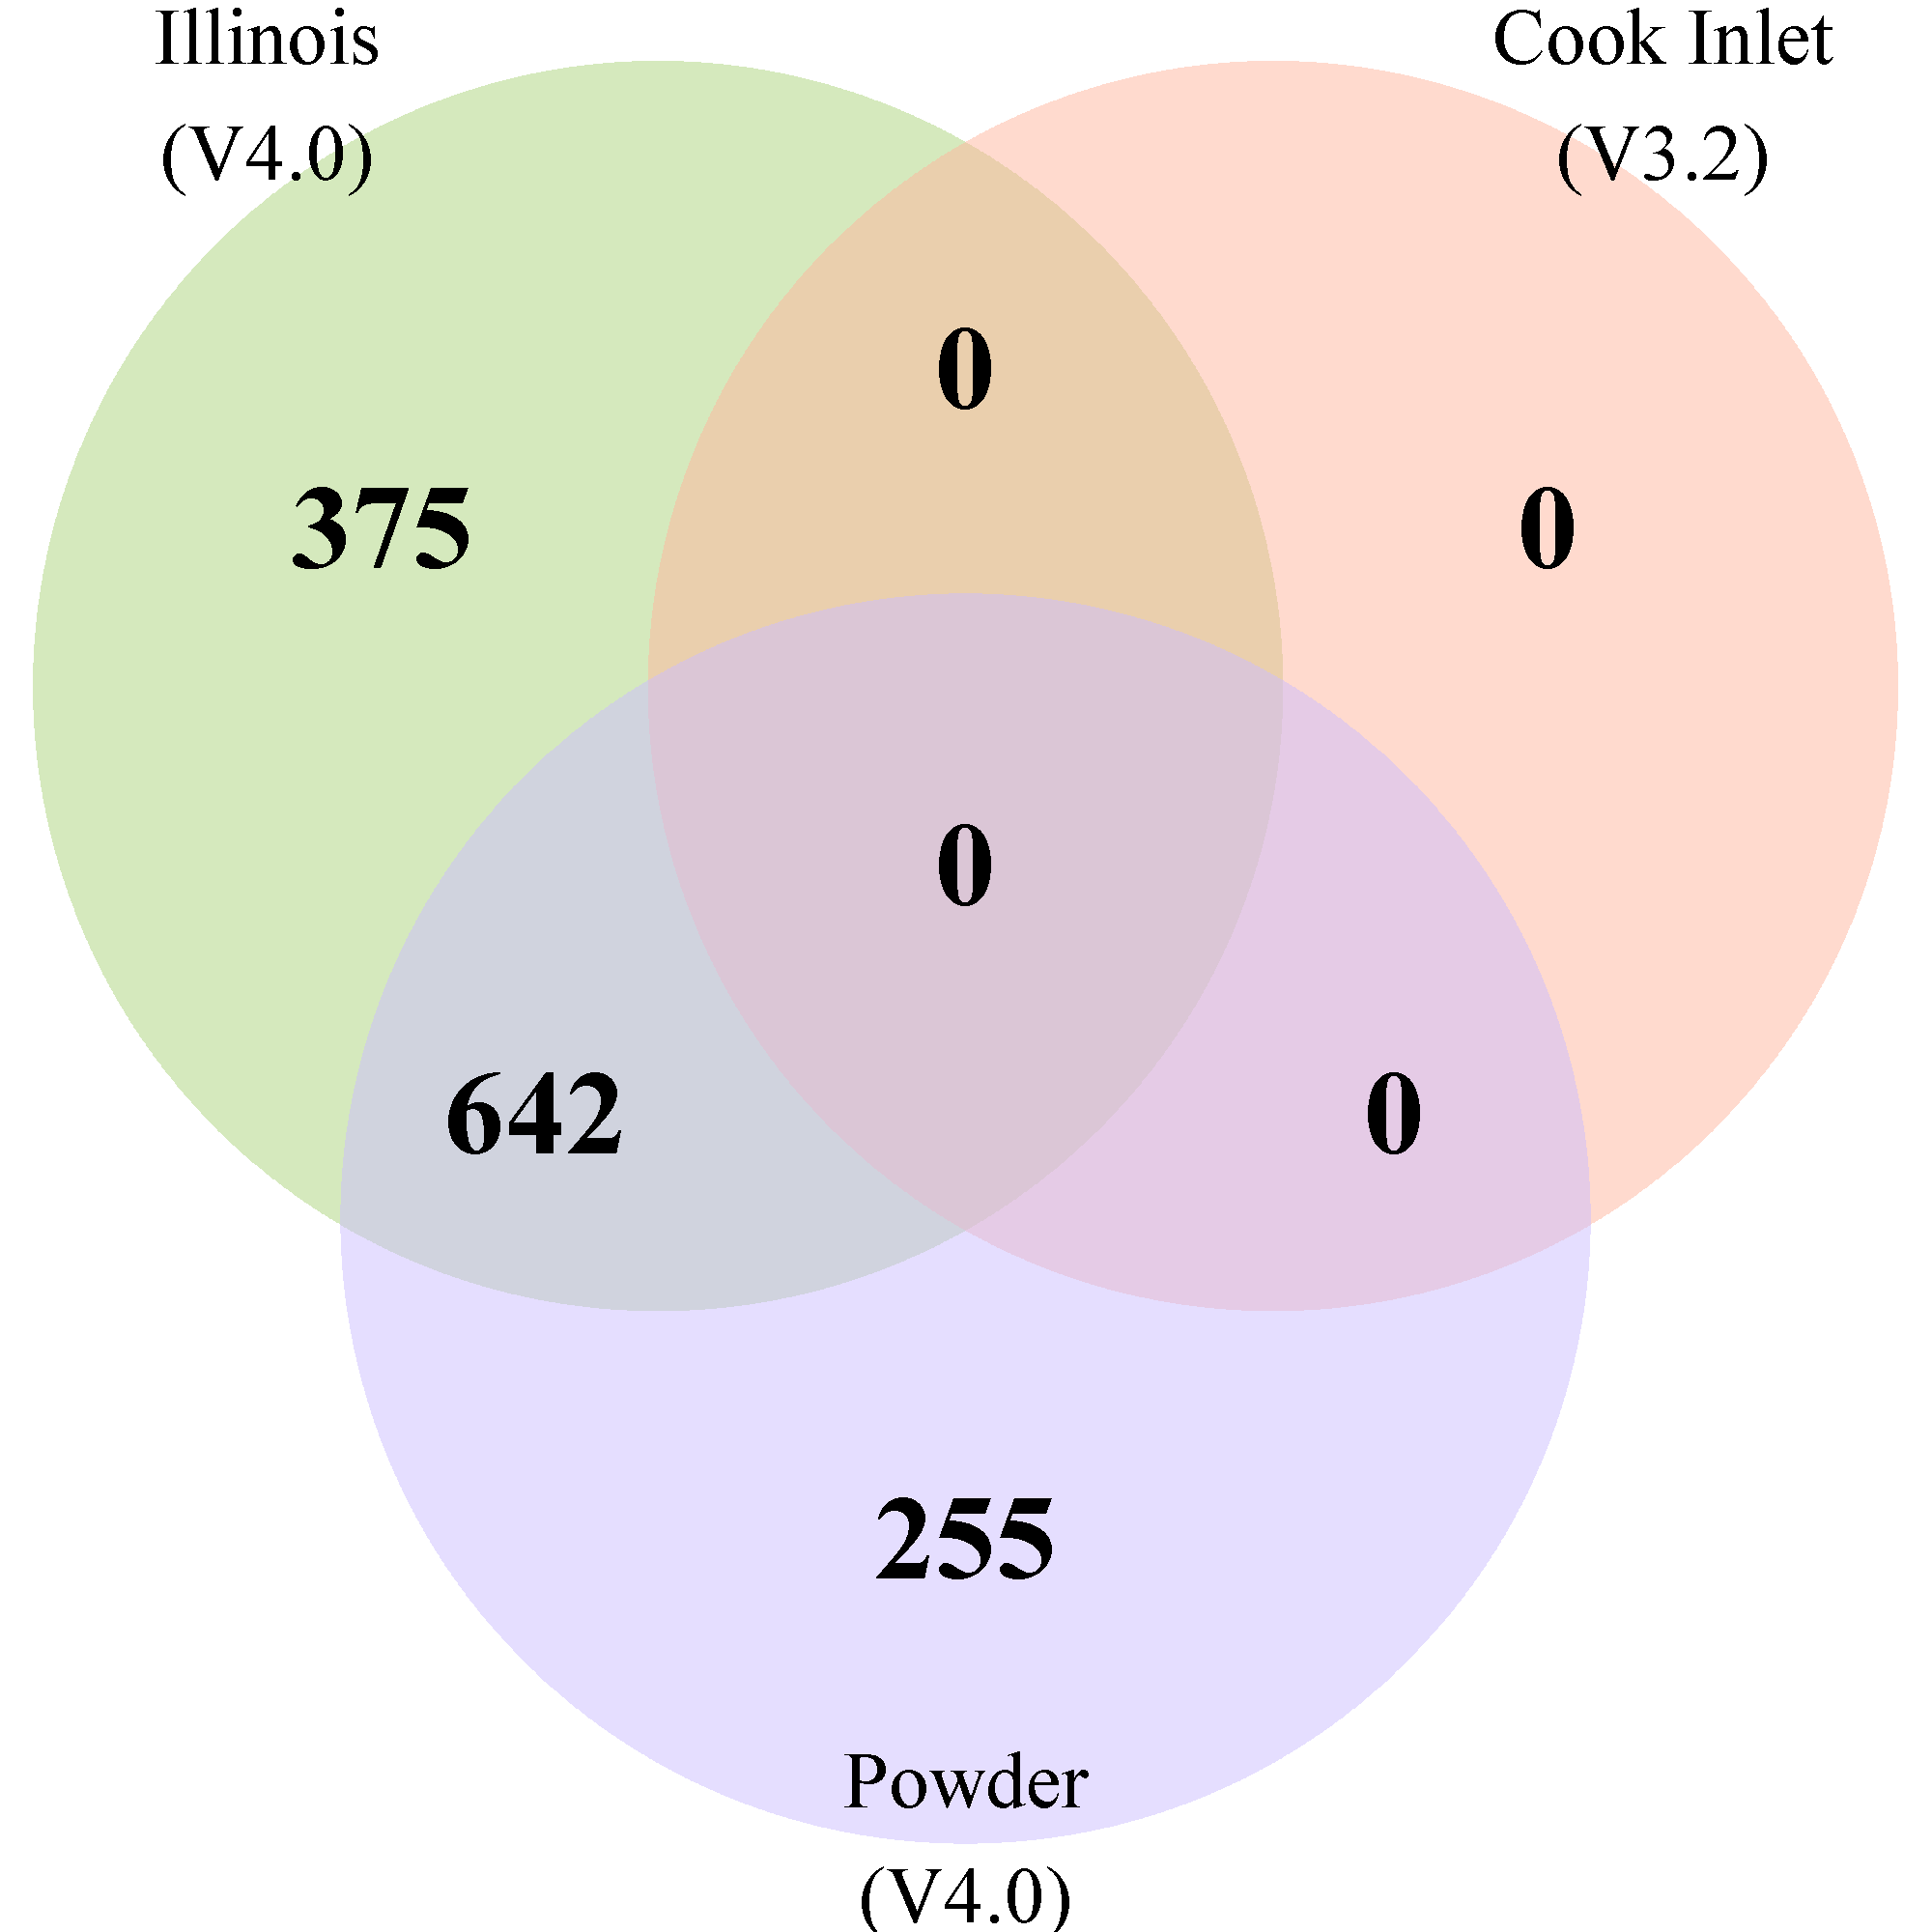 Illinois
(V4.0)
Cook Inlet
(V3.2)
0
375
0
0
642
0
255
Powder
(V4.0)